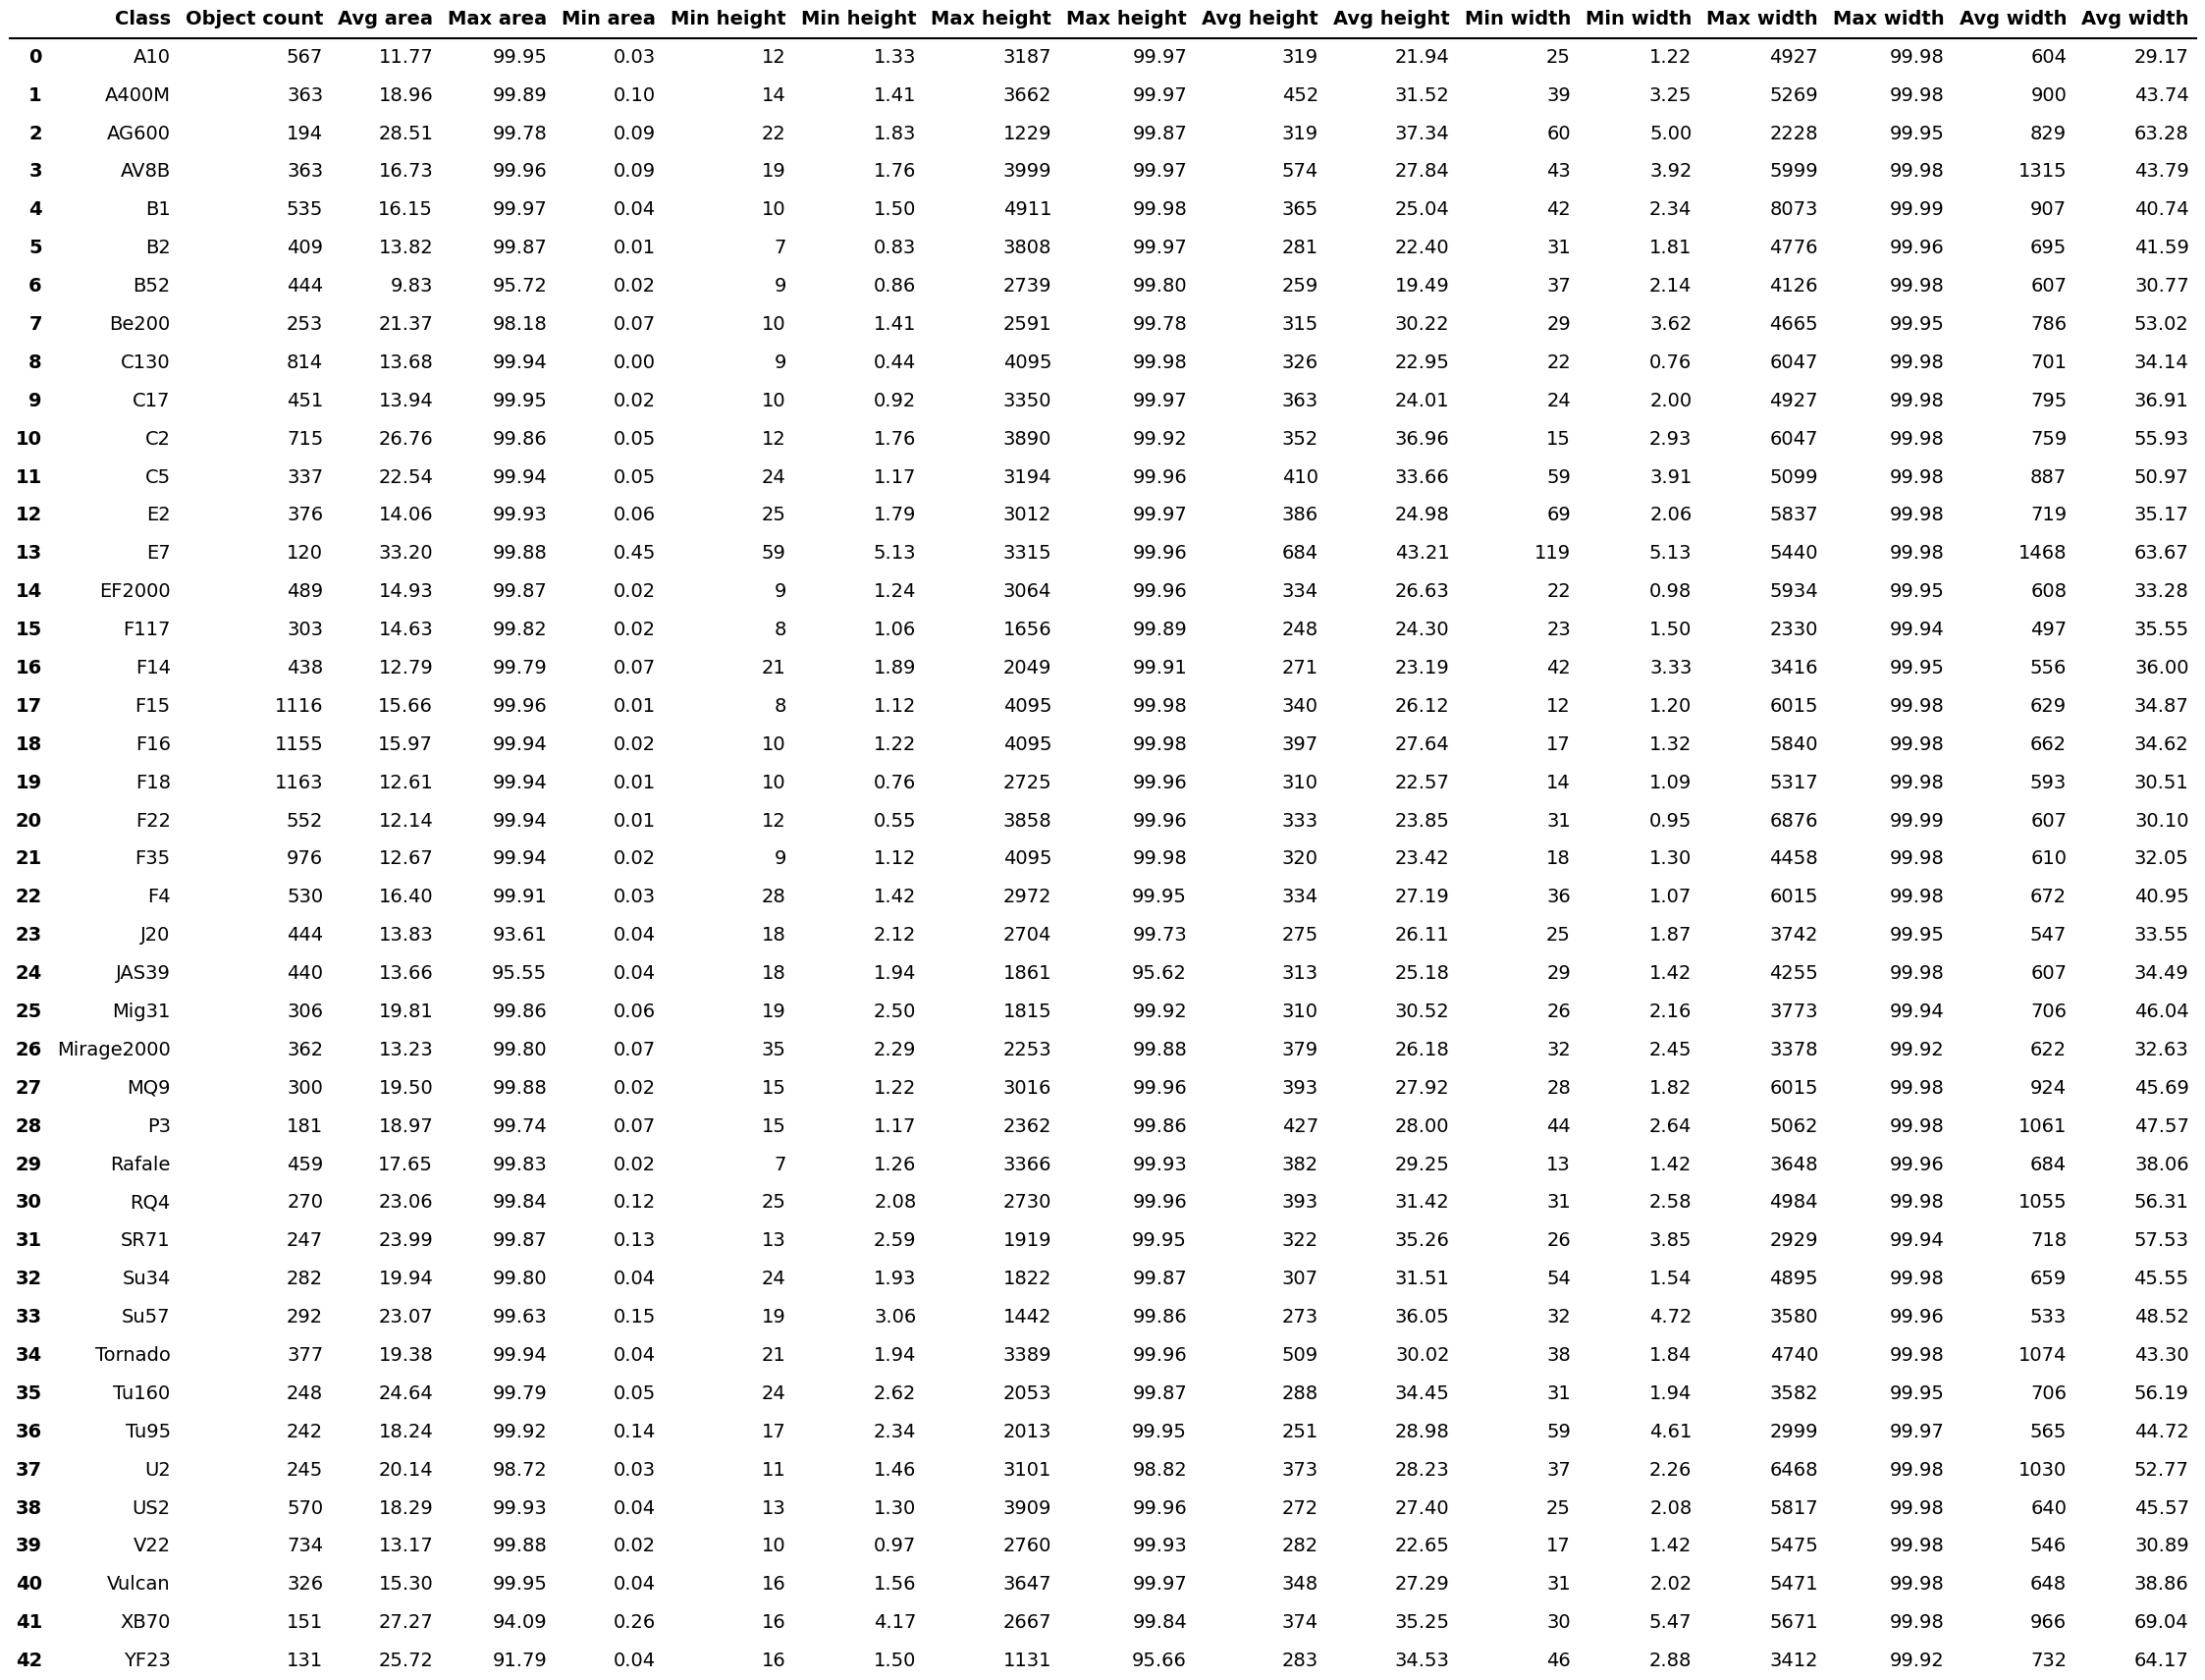 Class Object count Avg area Max area Min area Min height Min height Max height Max height Avg height Avg height Min width Min width Max width Max width Avg width Avg width
0 A10 567 11.77 99.95 0.03 12 1.33 3187 99.97 319 21.94 25 1.22 4927 99.98 604 29.17
1 A400M 363 18.96 99.89 0.10 14 1.41 3662 99.97 452 31.52 39 3.25 5269 99.98 900 43.74
2 AG600 194 28.51 99.78 0.09 22 1.83 1229 99.87 319 37.34 60 5.00 2228 99.95 829 63.28
3 AV8B 363 16.73 99.96 0.09 19 1.76 3999 99.97 574 27.84 43 3.92 5999 99.98 1315 43.79
4 B1 535 16.15 99.97 0.04 10 1.50 4911 99.98 365 25.04 42 2.34 8073 99.99 907 40.74
5 B2 409 13.82 99.87 0.01 7 0.83 3808 99.97 281 22.40 31 1.81 4776 99.96 695 41.59
6 B52 444 9.83 95.72 0.02 9 0.86 2739 99.80 259 19.49 37 2.14 4126 99.98 607 30.77
7 Be200 253 21.37 98.18 0.07 10 1.41 2591 99.78 315 30.22 29 3.62 4665 99.95 786 53.02
8 C130 814 13.68 99.94 0.00 9 0.44 4095 99.98 326 22.95 22 0.76 6047 99.98 701 34.14
9 C17 451 13.94 99.95 0.02 10 0.92 3350 99.97 363 24.01 24 2.00 4927 99.98 795 36.91
10 C2 715 26.76 99.86 0.05 12 1.76 3890 99.92 352 36.96 15 2.93 6047 99.98 759 55.93
11 C5 337 22.54 99.94 0.05 24 1.17 3194 99.96 410 33.66 59 3.91 5099 99.98 887 50.97
12 E2 376 14.06 99.93 0.06 25 1.79 3012 99.97 386 24.98 69 2.06 5837 99.98 719 35.17
13 E7 120 33.20 99.88 0.45 59 5.13 3315 99.96 684 43.21 119 5.13 5440 99.98 1468 63.67
14 EF2000 489 14.93 99.87 0.02 9 1.24 3064 99.96 334 26.63 22 0.98 5934 99.95 608 33.28
15 F117 303 14.63 99.82 0.02 8 1.06 1656 99.89 248 24.30 23 1.50 2330 99.94 497 35.55
16 F14 438 12.79 99.79 0.07 21 1.89 2049 99.91 271 23.19 42 3.33 3416 99.95 556 36.00
17 F15 1116 15.66 99.96 0.01 8 1.12 4095 99.98 340 26.12 12 1.20 6015 99.98 629 34.87
18 F16 1155 15.97 99.94 0.02 10 1.22 4095 99.98 397 27.64 17 1.32 5840 99.98 662 34.62
19 F18 1163 12.61 99.94 0.01 10 0.76 2725 99.96 310 22.57 14 1.09 5317 99.98 593 30.51
20 F22 552 12.14 99.94 0.01 12 0.55 3858 99.96 333 23.85 31 0.95 6876 99.99 607 30.10
21 F35 976 12.67 99.94 0.02 9 1.12 4095 99.98 320 23.42 18 1.30 4458 99.98 610 32.05
22 F4 530 16.40 99.91 0.03 28 1.42 2972 99.95 334 27.19 36 1.07 6015 99.98 672 40.95
23 J20 444 13.83 93.61 0.04 18 2.12 2704 99.73 275 26.11 25 1.87 3742 99.95 547 33.55
24 JAS39 440 13.66 95.55 0.04 18 1.94 1861 95.62 313 25.18 29 1.42 4255 99.98 607 34.49
25 Mig31 306 19.81 99.86 0.06 19 2.50 1815 99.92 310 30.52 26 2.16 3773 99.94 706 46.04
26 Mirage2000 362 13.23 99.80 0.07 35 2.29 2253 99.88 379 26.18 32 2.45 3378 99.92 622 32.63
27 MQ9 300 19.50 99.88 0.02 15 1.22 3016 99.96 393 27.92 28 1.82 6015 99.98 924 45.69
28 P3 181 18.97 99.74 0.07 15 1.17 2362 99.86 427 28.00 44 2.64 5062 99.98 1061 47.57
29 Rafale 459 17.65 99.83 0.02 7 1.26 3366 99.93 382 29.25 13 1.42 3648 99.96 684 38.06
30 RQ4 270 23.06 99.84 0.12 25 2.08 2730 99.96 393 31.42 31 2.58 4984 99.98 1055 56.31
31 SR71 247 23.99 99.87 0.13 13 2.59 1919 99.95 322 35.26 26 3.85 2929 99.94 718 57.53
32 Su34 282 19.94 99.80 0.04 24 1.93 1822 99.87 307 31.51 54 1.54 4895 99.98 659 45.55
33 Su57 292 23.07 99.63 0.15 19 3.06 1442 99.86 273 36.05 32 4.72 3580 99.96 533 48.52
34 Tornado 377 19.38 99.94 0.04 21 1.94 3389 99.96 509 30.02 38 1.84 4740 99.98 1074 43.30
35 Tu160 248 24.64 99.79 0.05 24 2.62 2053 99.87 288 34.45 31 1.94 3582 99.95 706 56.19
36 Tu95 242 18.24 99.92 0.14 17 2.34 2013 99.95 251 28.98 59 4.61 2999 99.97 565 44.72
37 U2 245 20.14 98.72 0.03 11 1.46 3101 98.82 373 28.23 37 2.26 6468 99.98 1030 52.77
38 US2 570 18.29 99.93 0.04 13 1.30 3909 99.96 272 27.40 25 2.08 5817 99.98 640 45.57
39 V22 734 13.17 99.88 0.02 10 0.97 2760 99.93 282 22.65 17 1.42 5475 99.98 546 30.89
40 Vulcan 326 15.30 99.95 0.04 16 1.56 3647 99.97 348 27.29 31 2.02 5471 99.98 648 38.86
41 XB70 151 27.27 94.09 0.26 16 4.17 2667 99.84 374 35.25 30 5.47 5671 99.98 966 69.04
42 YF23 131 25.72 91.79 0.04 16 1.50 1131 95.66 283 34.53 46 2.88 3412 99.92 732 64.17